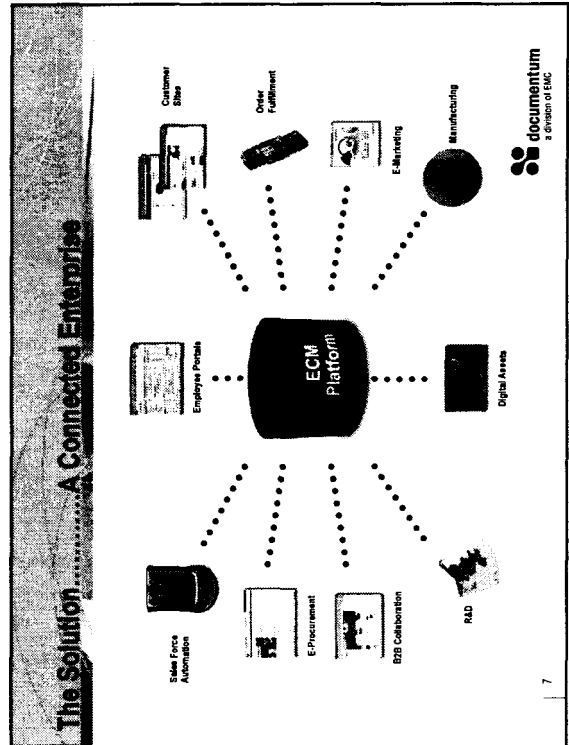 The Solution.............A Connected Enterprise
Sales Force
Automation
Employee Portals
Customer
Sites
E-Procurement
Order
Fulfillment
ECM
Platform
B2B Collaboration
E-Marketing
R&D
Digital Assets
Manufacturing
7
documentum
a division of EMC